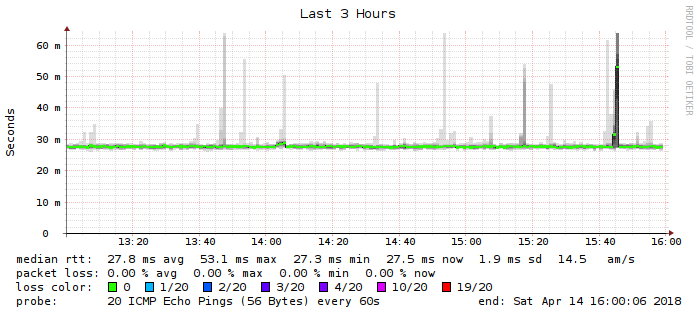 Last 3 Hours
RRDTOOL / TOBI OETIKER
Seconds
60 m
50 m
40 m
30 m
20 m
10 m
0
13:20 13:40 14:00 14:20 14:40 15:00 15:20 15:40 16:00
median rtt: 27.8 ms avg 53.1 ms max 27.3 ms min 27.5 ms now 1.9 ms sd 14.5 am/s
packet loss: 0.00 % avg 0.00 % max 0.00 % min 0.00 % now
loss color: 0 1/20 2/20 3/20 4/20 10/20 19/20
probe: 20 ICMP Echo Pings (56 Bytes) every 60s end: Sat Apr 14 16:00:06 2018